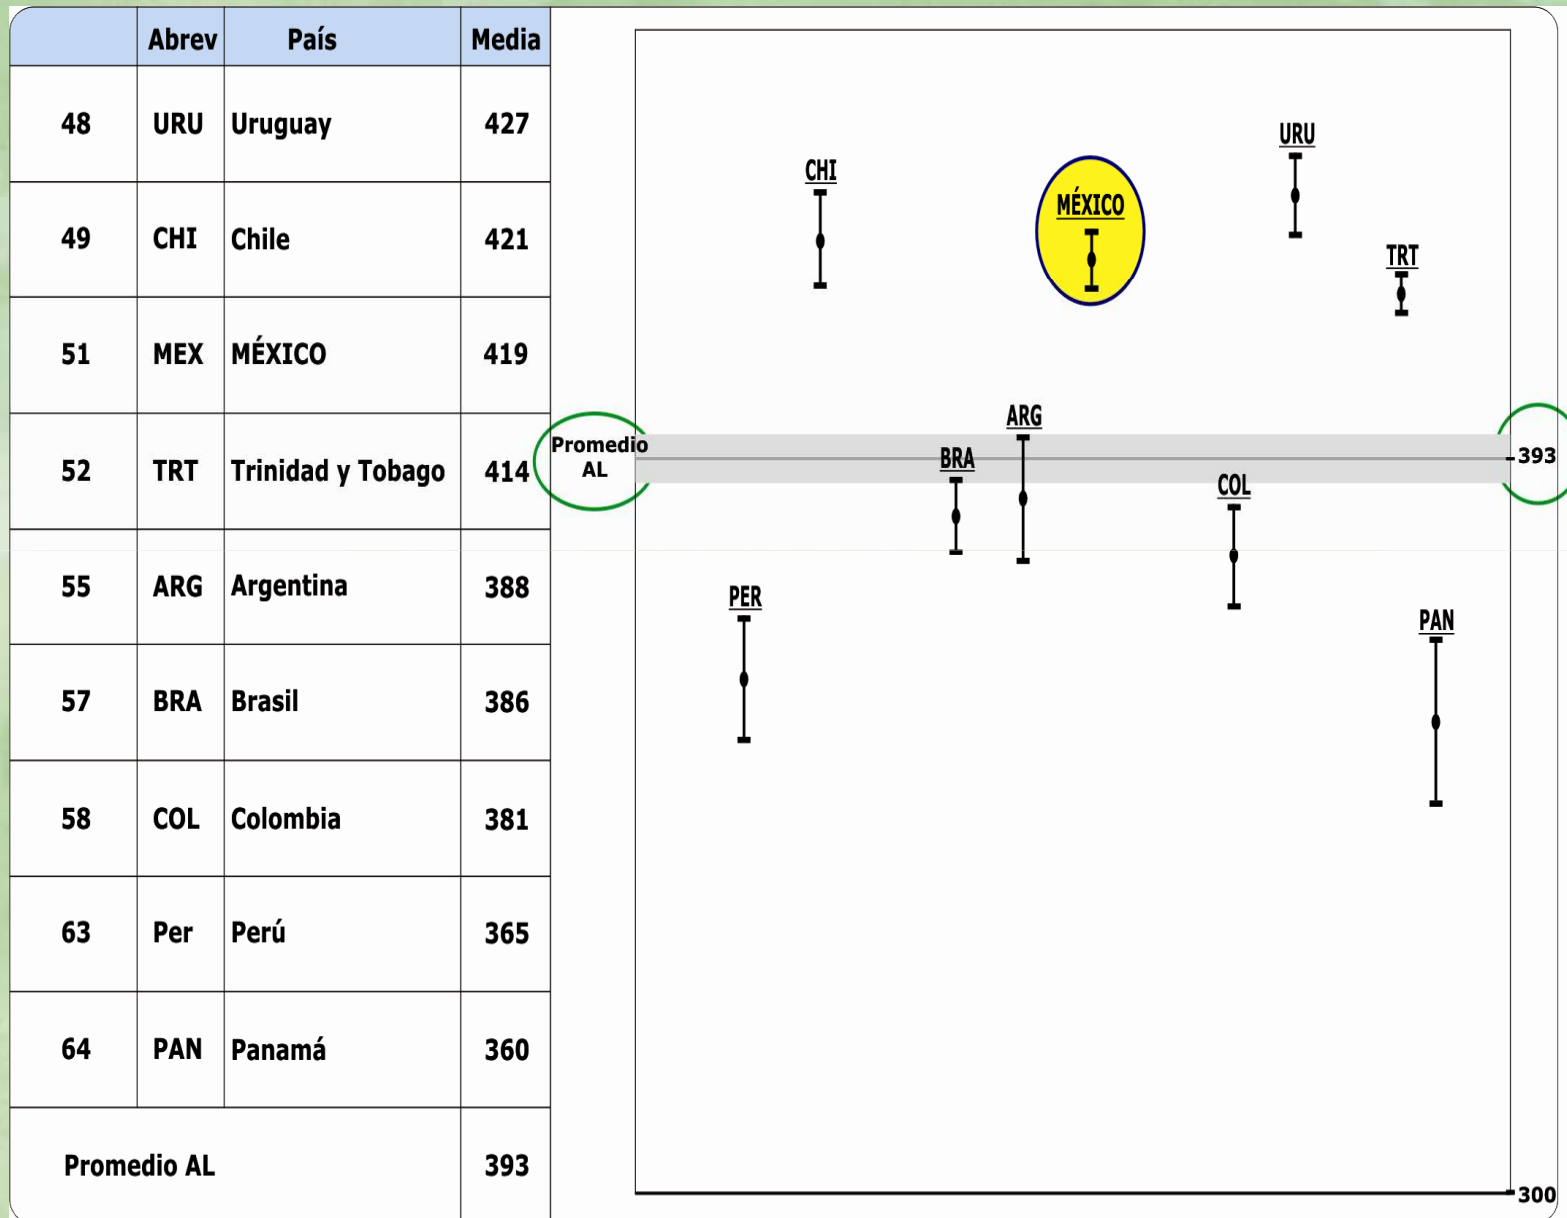 Abrev País Media
48 URU Uruguay 427
49 CHI Chile 421
51 MEX MÉXICO 419
52 TRT Trinidad y Tobago 414
55 ARG Argentina 388
57 BRA Brasil 386
58 COL Colombia 381
63 Per Perú 365
64 PAN Panamá 360
Promedio AL 393
URU
CHI
MÉXICO
TRT
ARG
Promedio
AL
BRA
393
COL
PER
PAN
300